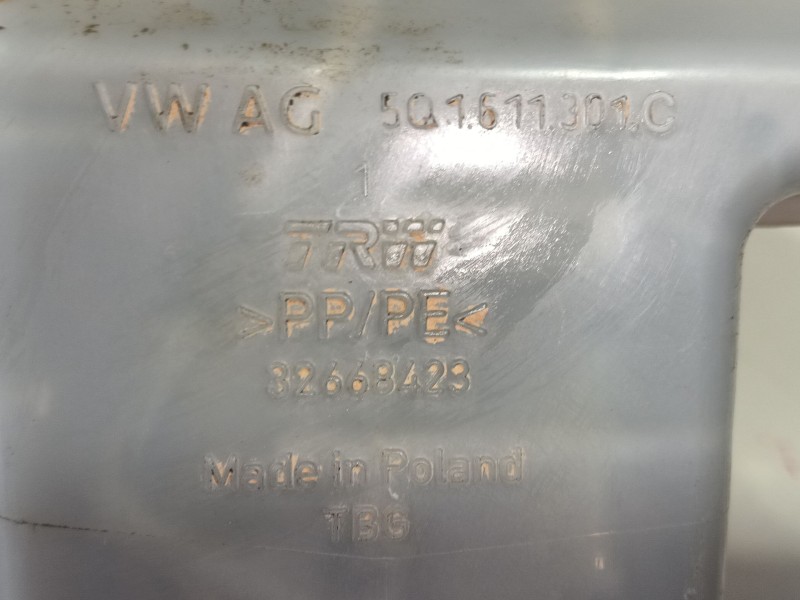 VW AG 5Q1.611.301.C
1
TRW
>PP/PE<
32668423
Made in Poland
TBG